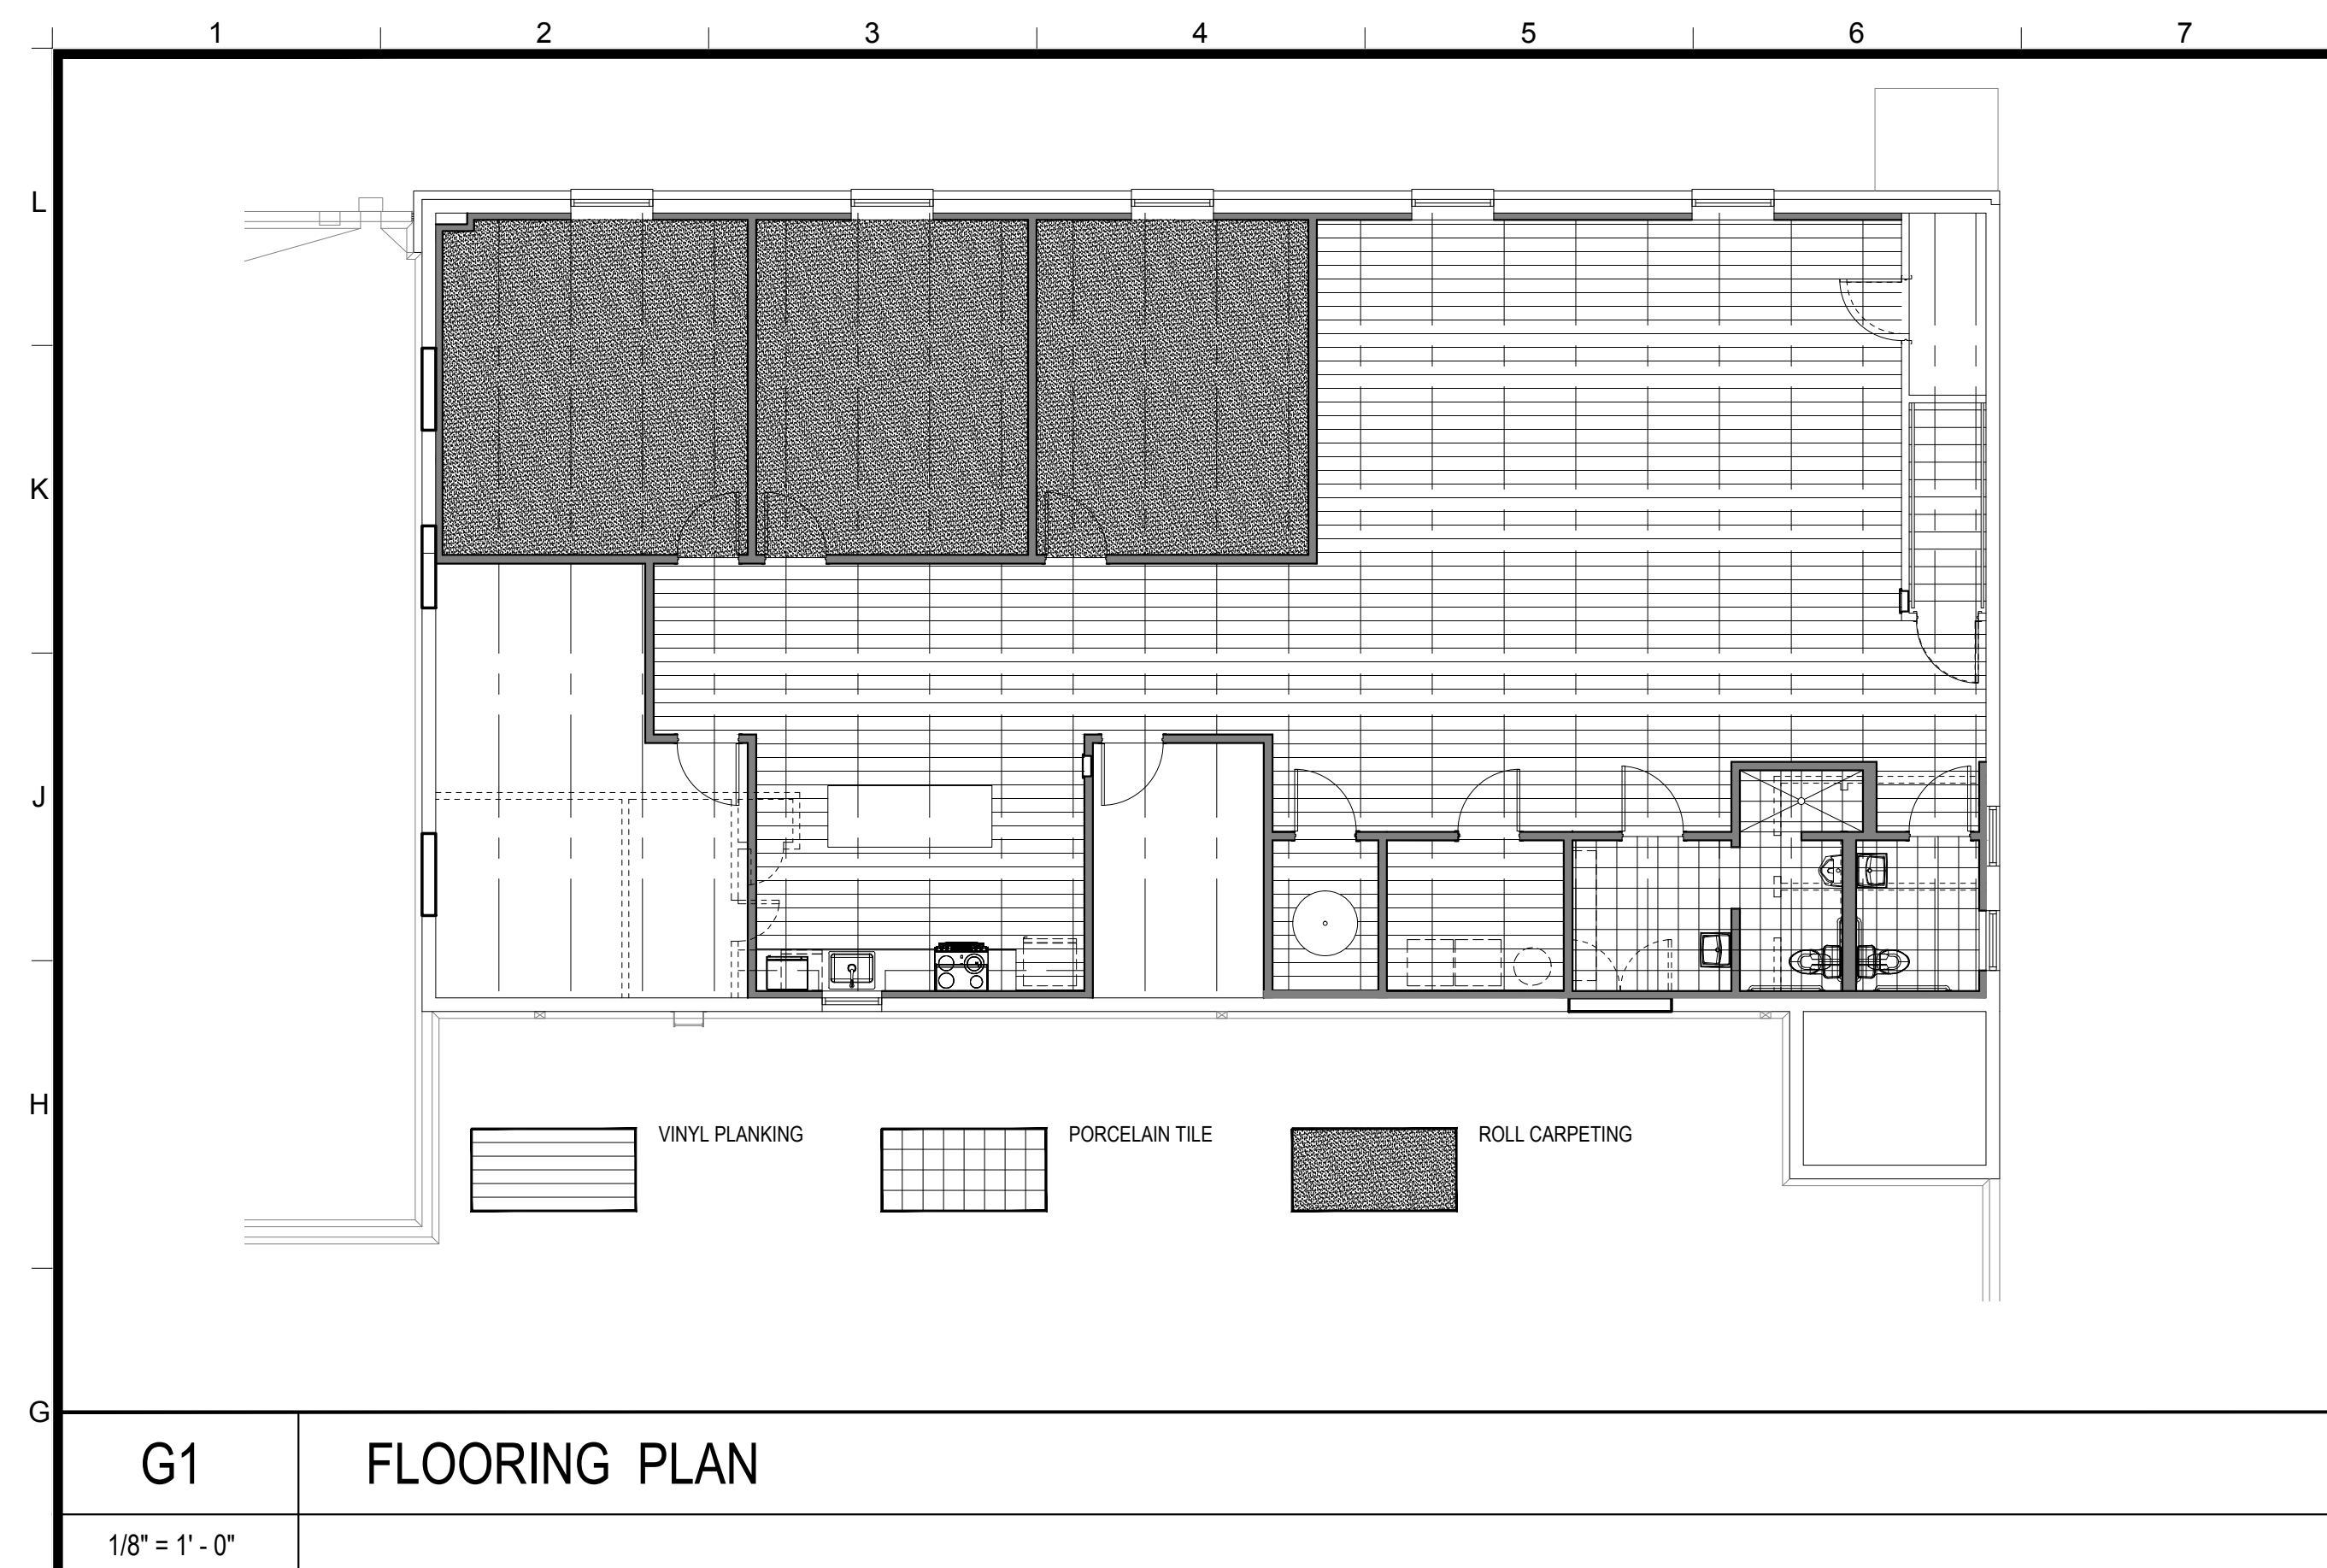 1 2 3 4 5 6 7
L
K
J
H
VINYL PLANKING PORCELAIN TILE ROLL CARPETING
G
G1 FLOORING PLAN
1/8" = 1' - 0"